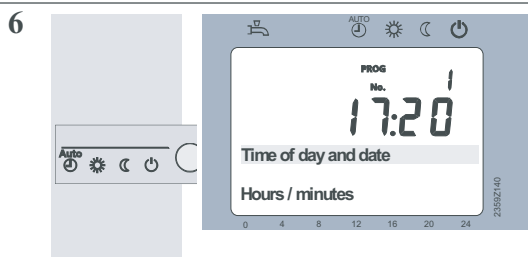 6
AUTO
PROG
No. 1
17:20
Auto
Time of day and date
Hours / minutes
0 4 8 12 16 20 24
2359Z140